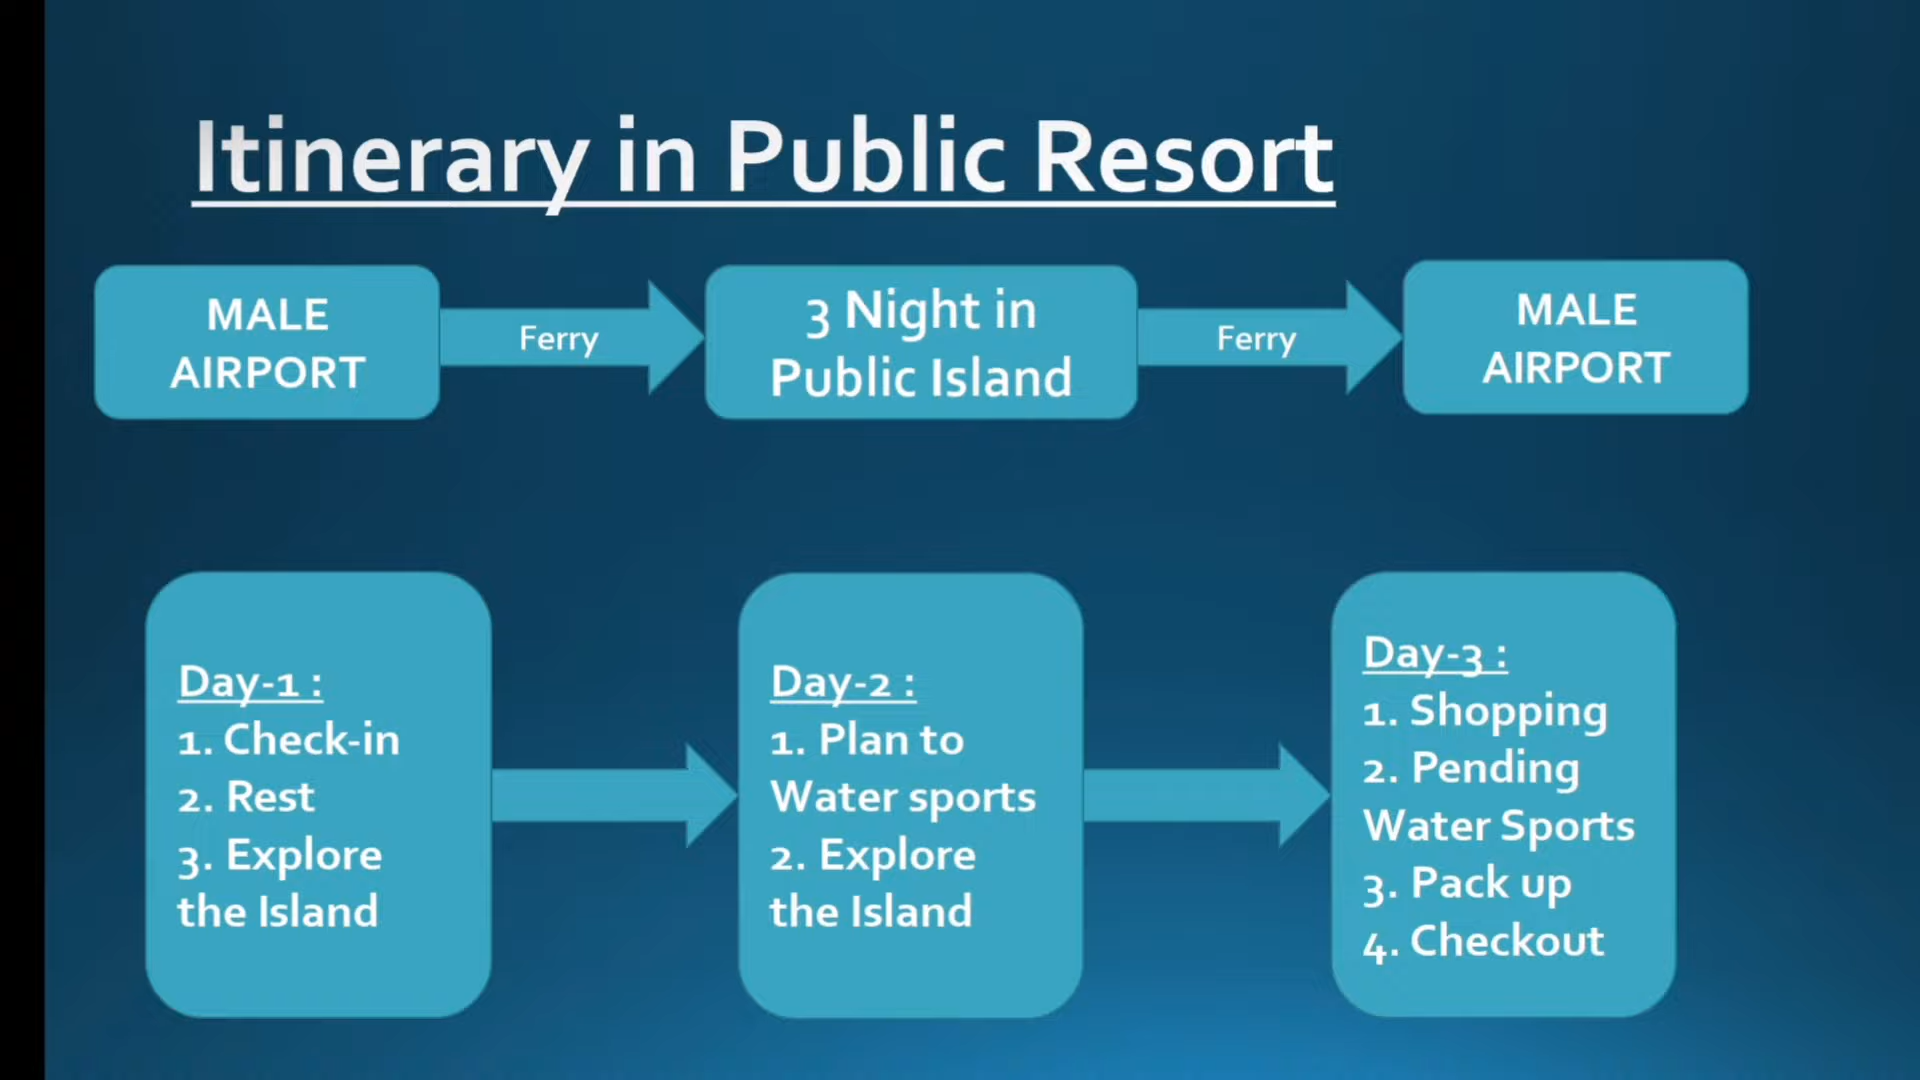 Itinerary in Public Resort
MALE
AIRPORT
Ferry
3 Night in
Public Island
Ferry
MALE
AIRPORT
Day-1 :
1. Check-in
2. Rest
3. Explore
the Island
Day-2 :
1. Plan to
Water sports
2. Explore
the Island
Day-3 :
1. Shopping
2. Pending
Water Sports
3. Pack up
4. Checkout